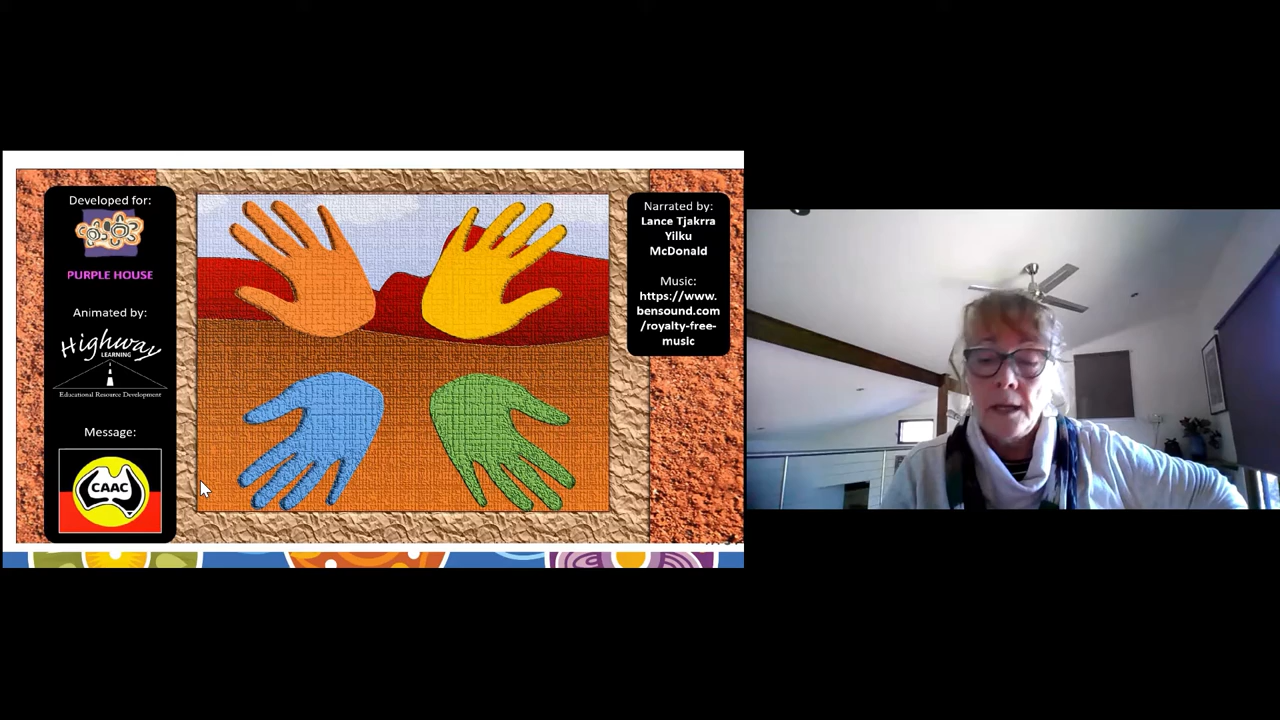 Developed for:
PURPLE HOUSE
Animated by:
Highway
LEARNING
Educational Resource Development
Message:
CAAC
Narrated by:
Lance Tjakrra
Yilku
McDonald
Music:
https://www.
bensound.com
/royalty-free-
music